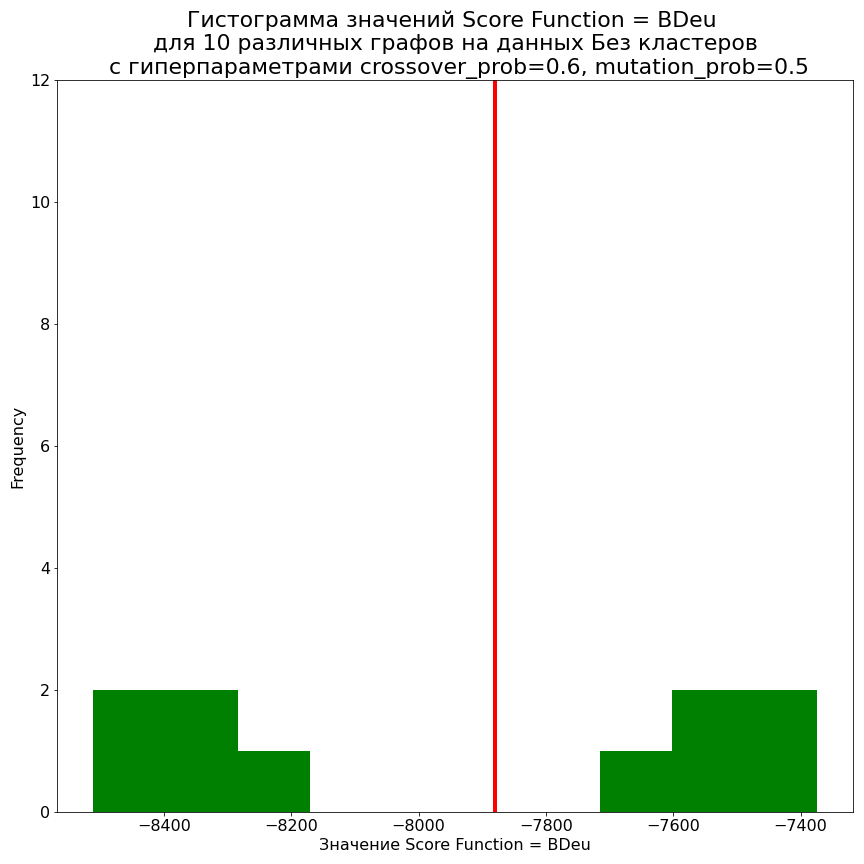 Гистограмма значений Score Function = BDeu
для 10 различных графов на данных Без кластеров
с гиперпараметрами crossover_prob=0.6, mutation_prob=0.5
12
10
8
6
4
2
0
Frequency
−8400 −8200 −8000 −7800 −7600 −7400
Значение Score Function = BDeu